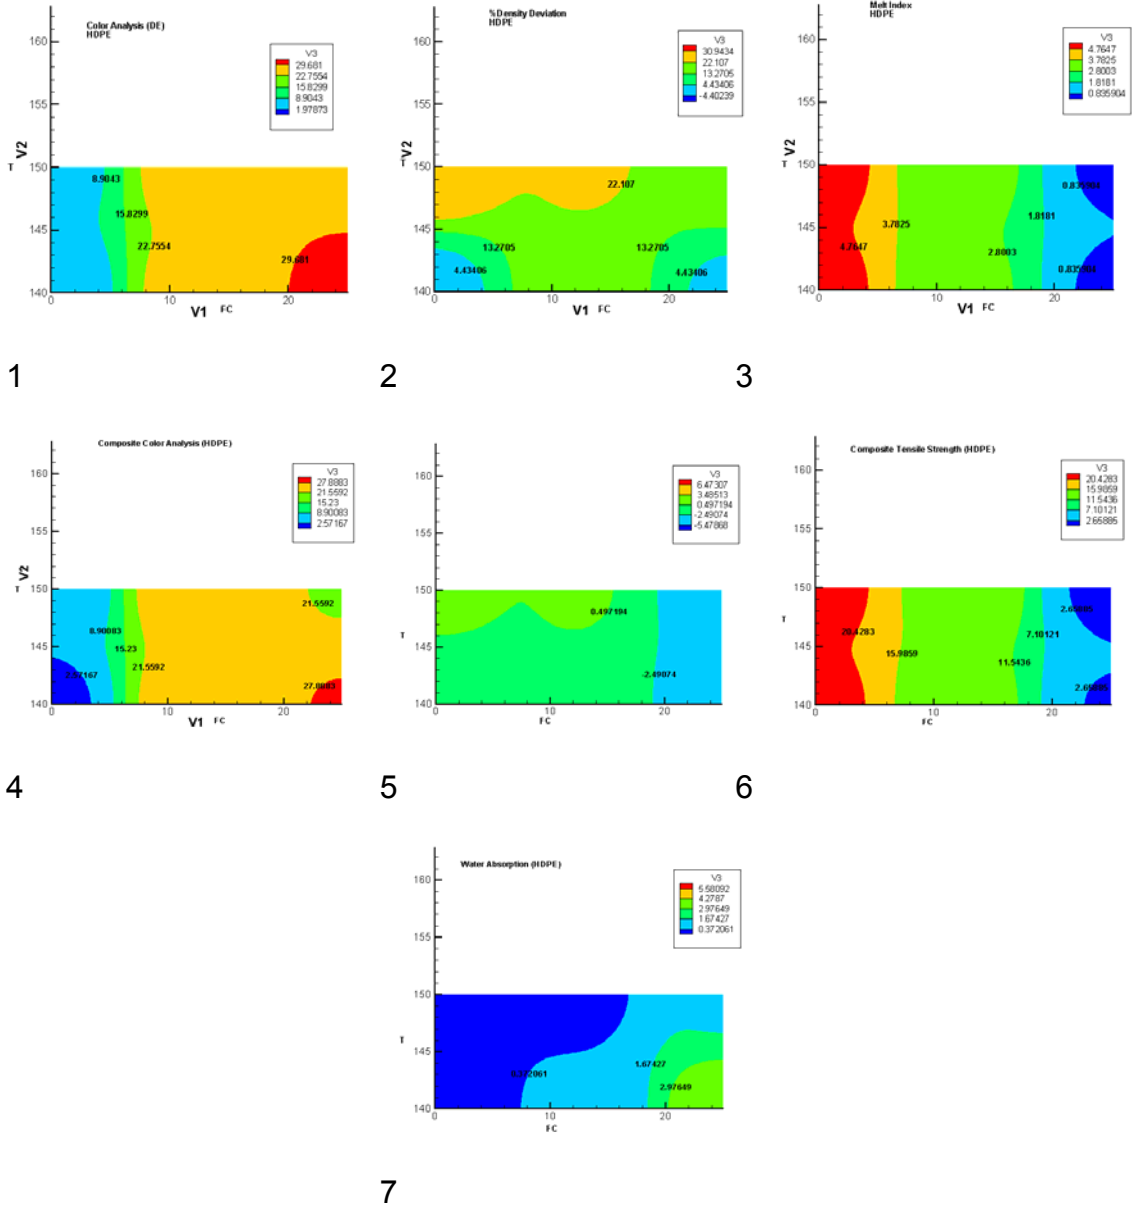 Color Analysis (DE)
HDPE
V3
29.681
22.7554
15.8299
8.9043
1.97873
160
155
150
145
140
T V2
8.9043
15.8299
22.7554
29.681
0 10 20
V1 FC
1
%Density Deviation
HDPE
V3
30.9434
22.107
13.2705
4.43406
-4.40239
160
155
150
145
140
T V2
22.107
13.2705
13.2705
4.43406
4.43406
0 10 20
V1 FC
2
Melt Index
HDPE
V3
4.7647
3.7825
2.8003
1.8181
0.835904
160
155
150
145
140
T V2
0.835904
1.8181
3.7825
4.7647
2.8003
0.835904
0 10 20
V1 FC
3
Composite Color Analysis (HDPE)
V3
27.8883
21.5592
15.23
8.90083
2.57167
160
155
150
145
140
T V2
21.5592
8.90083
15.23
21.5592
2.57167
27.8883
0 10 20
V1 FC
4
V3
6.47307
3.48513
0.497194
-2.49074
-5.47868
160
155
150
145
140
T
0.497194
-2.49074
0 10 20
FC
5
Composite Tensile Strength (HDPE)
V3
20.4283
15.9859
11.5436
7.10121
2.65885
160
155
150
145
140
T
2.65885
20.4283
7.10121
15.9859
11.5436
2.65885
0 10 20
FC
6
Water Absorption (HDPE)
V3
5.58092
4.2787
2.97649
1.67427
0.372061
160
155
150
145
140
T
0.372061
1.67427
2.97649
0 10 20
FC
7